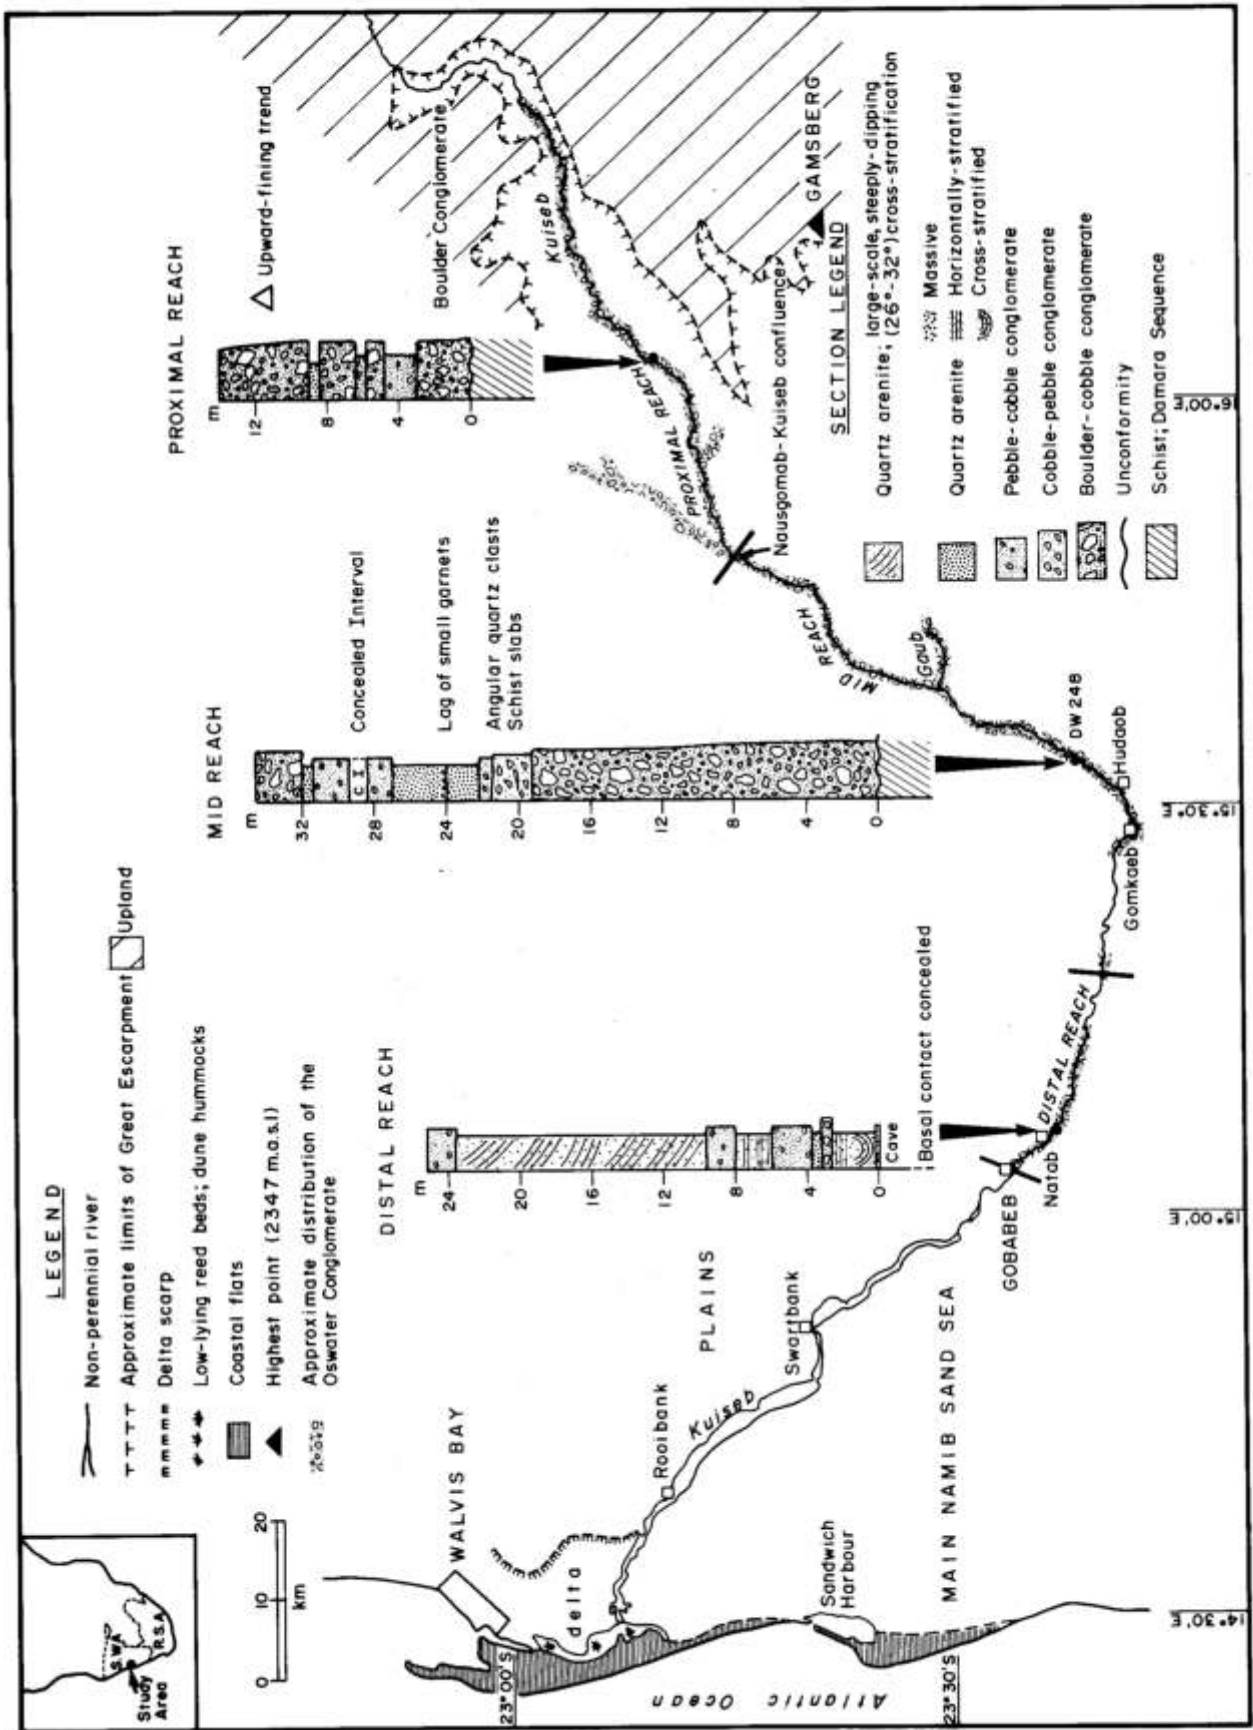 S.W.A.
R.S.A.
Study
Area
0 10 20
km
LEGEND
Non-perennial river
Approximate limits of Great Escarpment
Upland
Delta scarp
Low-lying reed beds; dune hummocks
Coastal flats
Highest point (2347 m.a.s.l)
Approximate distribution of the
Oswater Conglomerate
DISTAL REACH
m
24
20
16
12
8
4
0
Cave
Basal contact concealed
MID REACH
m
32
28
24
20
16
12
8
4
0
C I
Concealed Interval
Lag of small garnets
Angular quartz clasts
Schist slabs
PROXIMAL REACH
m
12
8
4
0
Upward-fining trend
Boulder Conglomerate
WALVIS BAY
delta
Rooibank
Kuiseb
Swartbank
PLAINS
Sandwich
Harbour
MAIN NAMIB SAND SEA
GOBABEB
Natab
DISTAL REACH
Gomkaeb
Hudaob
DW 248
Gaub
MID REACH
Nausgomab-Kuiseb confluence
PROXIMAL REACH
Kuiseb
GAMSBERG
Atlantic Ocean
23°00'S
23°30'S
14°30'E
15°00'E
15°30'E
16°00'E
SECTION LEGEND
Quartz arenite; large-scale, steeply-dipping
(26°-32°) cross-stratification
Massive
Quartz arenite Horizontally-stratified
Cross-stratified
Pebble-cobble conglomerate
Cobble-pebble conglomerate
Boulder-cobble conglomerate
Unconformity
Schist; Damara Sequence